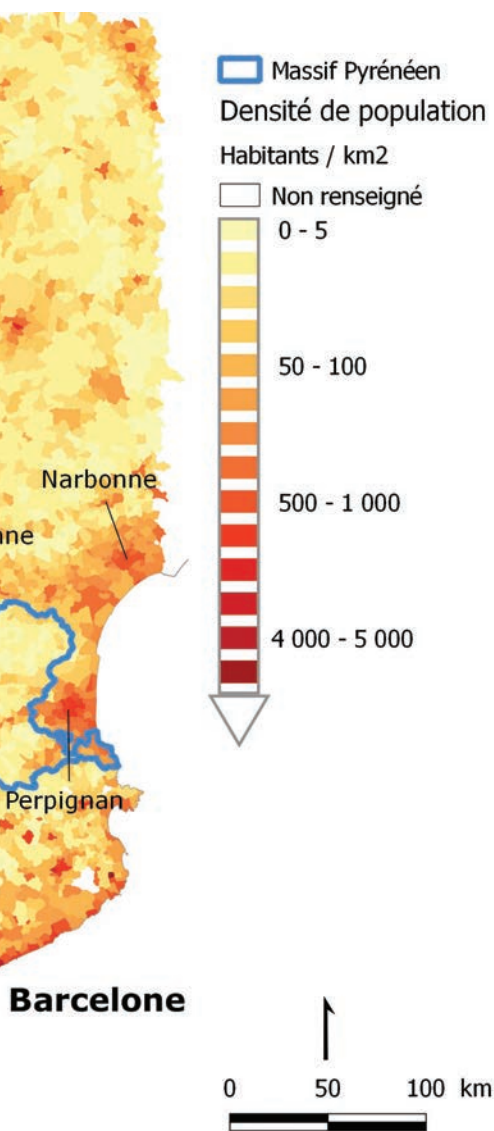 Massif Pyrénéen
Densité de population
Habitants / km2
Non renseigné
0 - 5
50 - 100
500 - 1 000
4 000 - 5 000
Narbonne
Perpignan
Barcelone
0 50 100 km